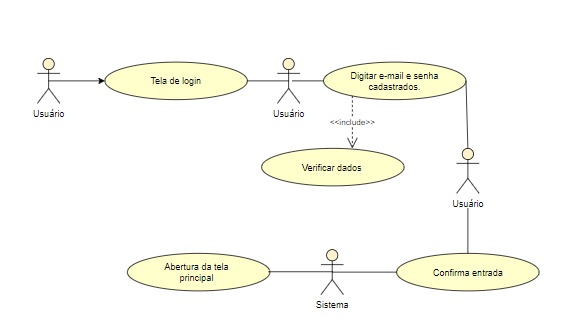 Usuário
Tela de login
Usuário
Digitar e-mail e senha
cadastrados.
<<include>>
Verificar dados
Usuário
Abertura da tela
principal
Sistema
Confirma entrada